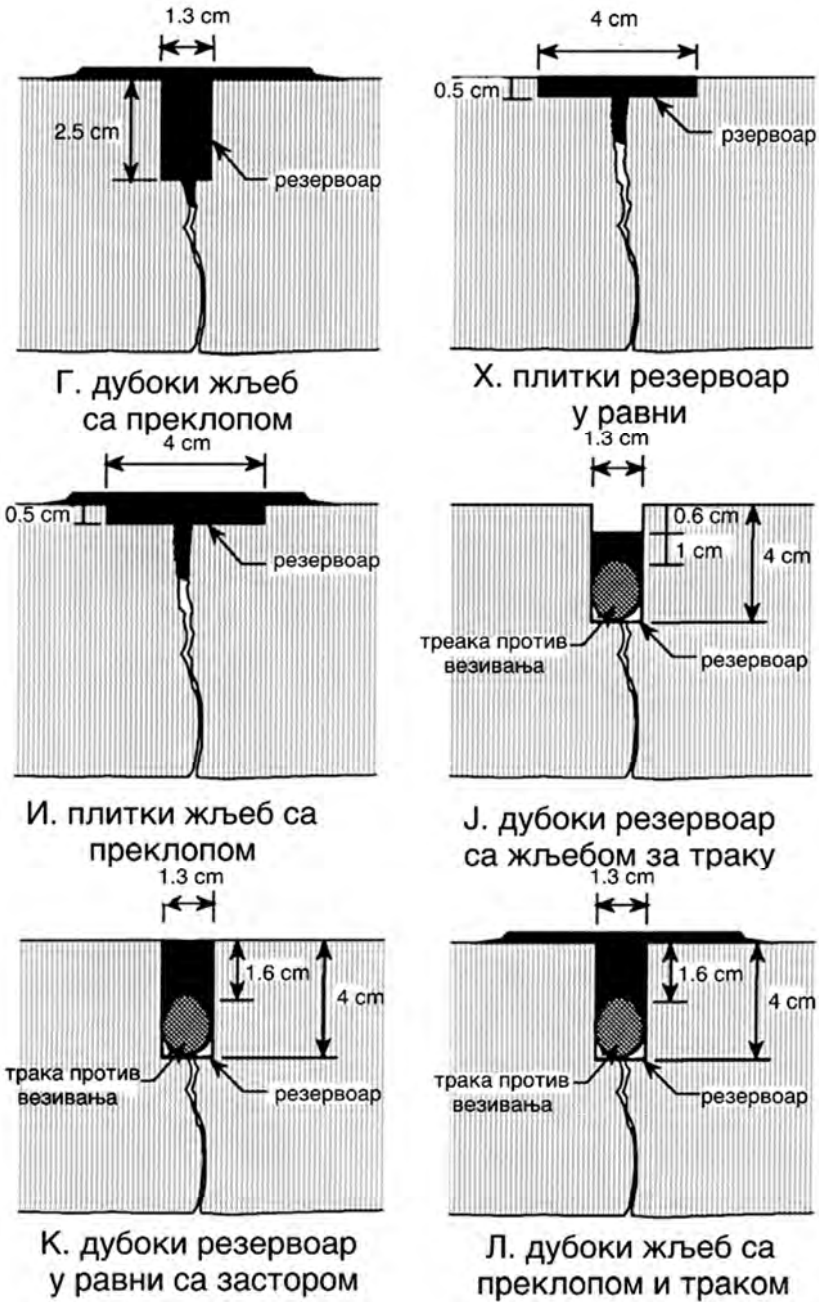 1.3 cm
2.5 cm
резервоар
Г. дубоки жљеб
са преклопом
4 cm
0.5 cm
рзервоар
Х. плитки резервоар
у равни
4 cm
0.5 cm
резервоар
И. плитки жљеб са
преклопом
1.3 cm
0.6 cm
1 cm
4 cm
треака против
везивања
резервоар
Ј. дубоки резервоар
са жљебом за траку
1.3 cm
1.6 cm
4 cm
трака против
везивања
резервоар
К. дубоки резервоар
у равни са застором
1.3 cm
1.6 cm
4 cm
трака против
везивања
резервоар
Л. дубоки жљеб са
преклопом и траком